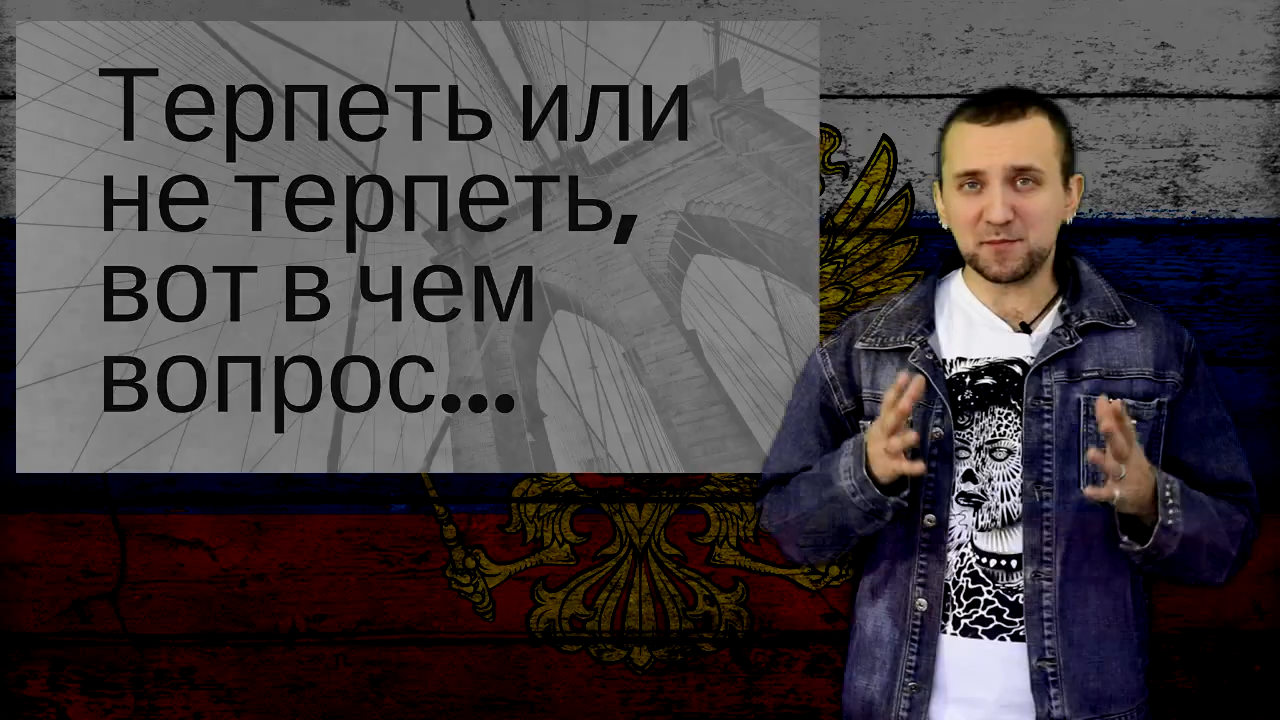 Терпеть или
не терпеть,
вот в чем
вопрос...